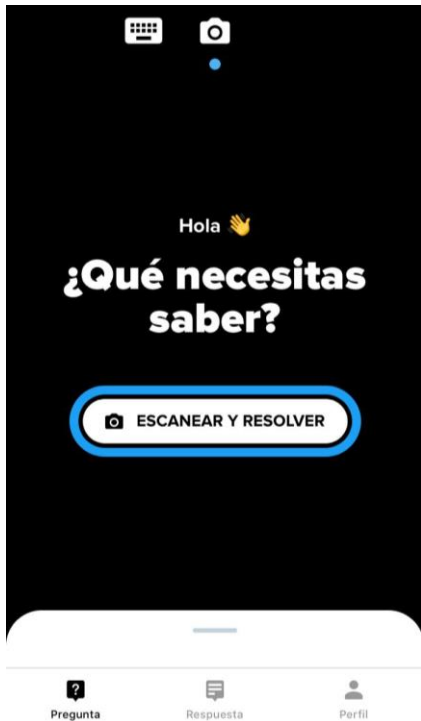 Hola 👋
¿Qué necesitas
saber?
ESCANEAR Y RESOLVER
?
Pregunta Respuesta Perfil